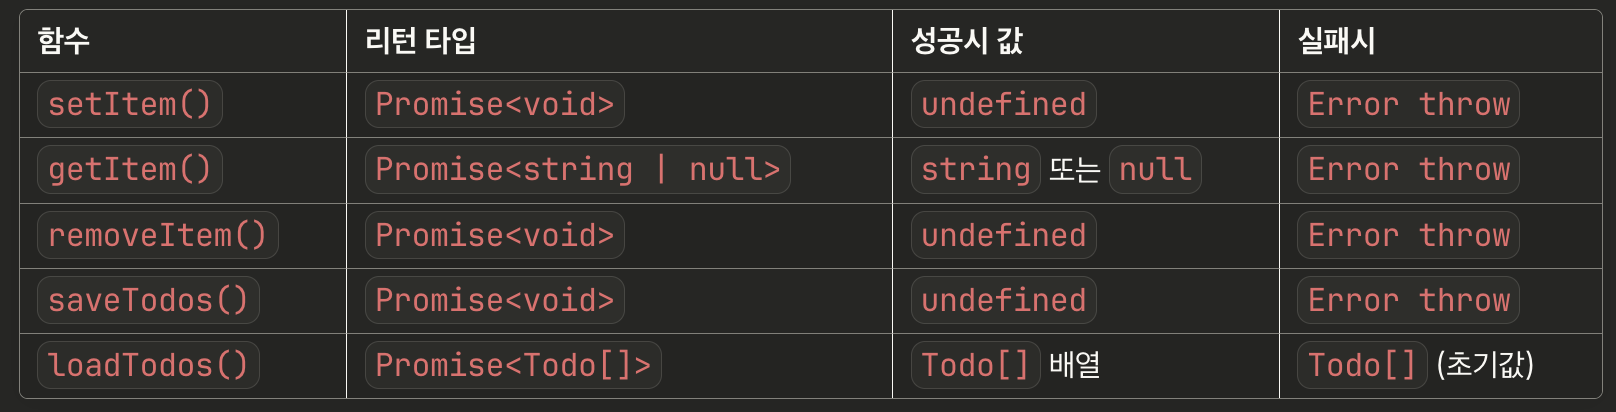 함수 리턴 타입 성공시 값 실패시
setItem() Promise<void> undefined Error throw
getItem() Promise<string | null> string 또는 null Error throw
removeItem() Promise<void> undefined Error throw
saveTodos() Promise<void> undefined Error throw
loadTodos() Promise<Todo[]> Todo[] 배열 Todo[] (초기값)